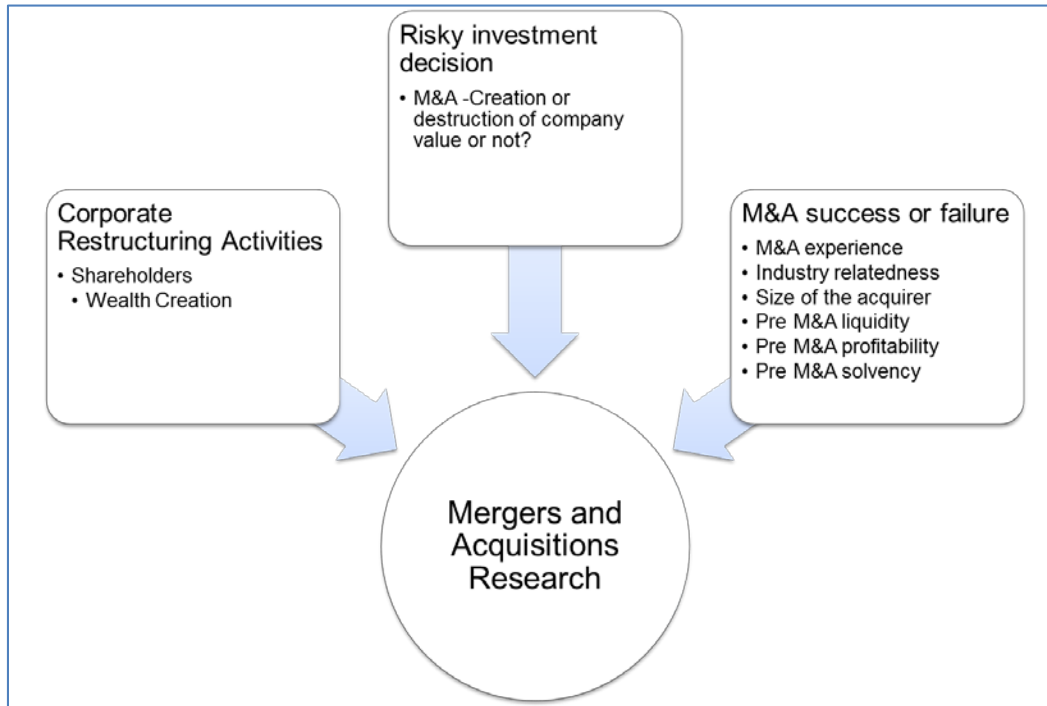 Risky investment
decision
• M&A -Creation or
destruction of company
value or not?
Corporate
Restructuring Activities
• Shareholders
• Wealth Creation
M&A success or failure
• M&A experience
• Industry relatedness
• Size of the acquirer
• Pre M&A liquidity
• Pre M&A profitability
• Pre M&A solvency
Mergers and
Acquisitions
Research